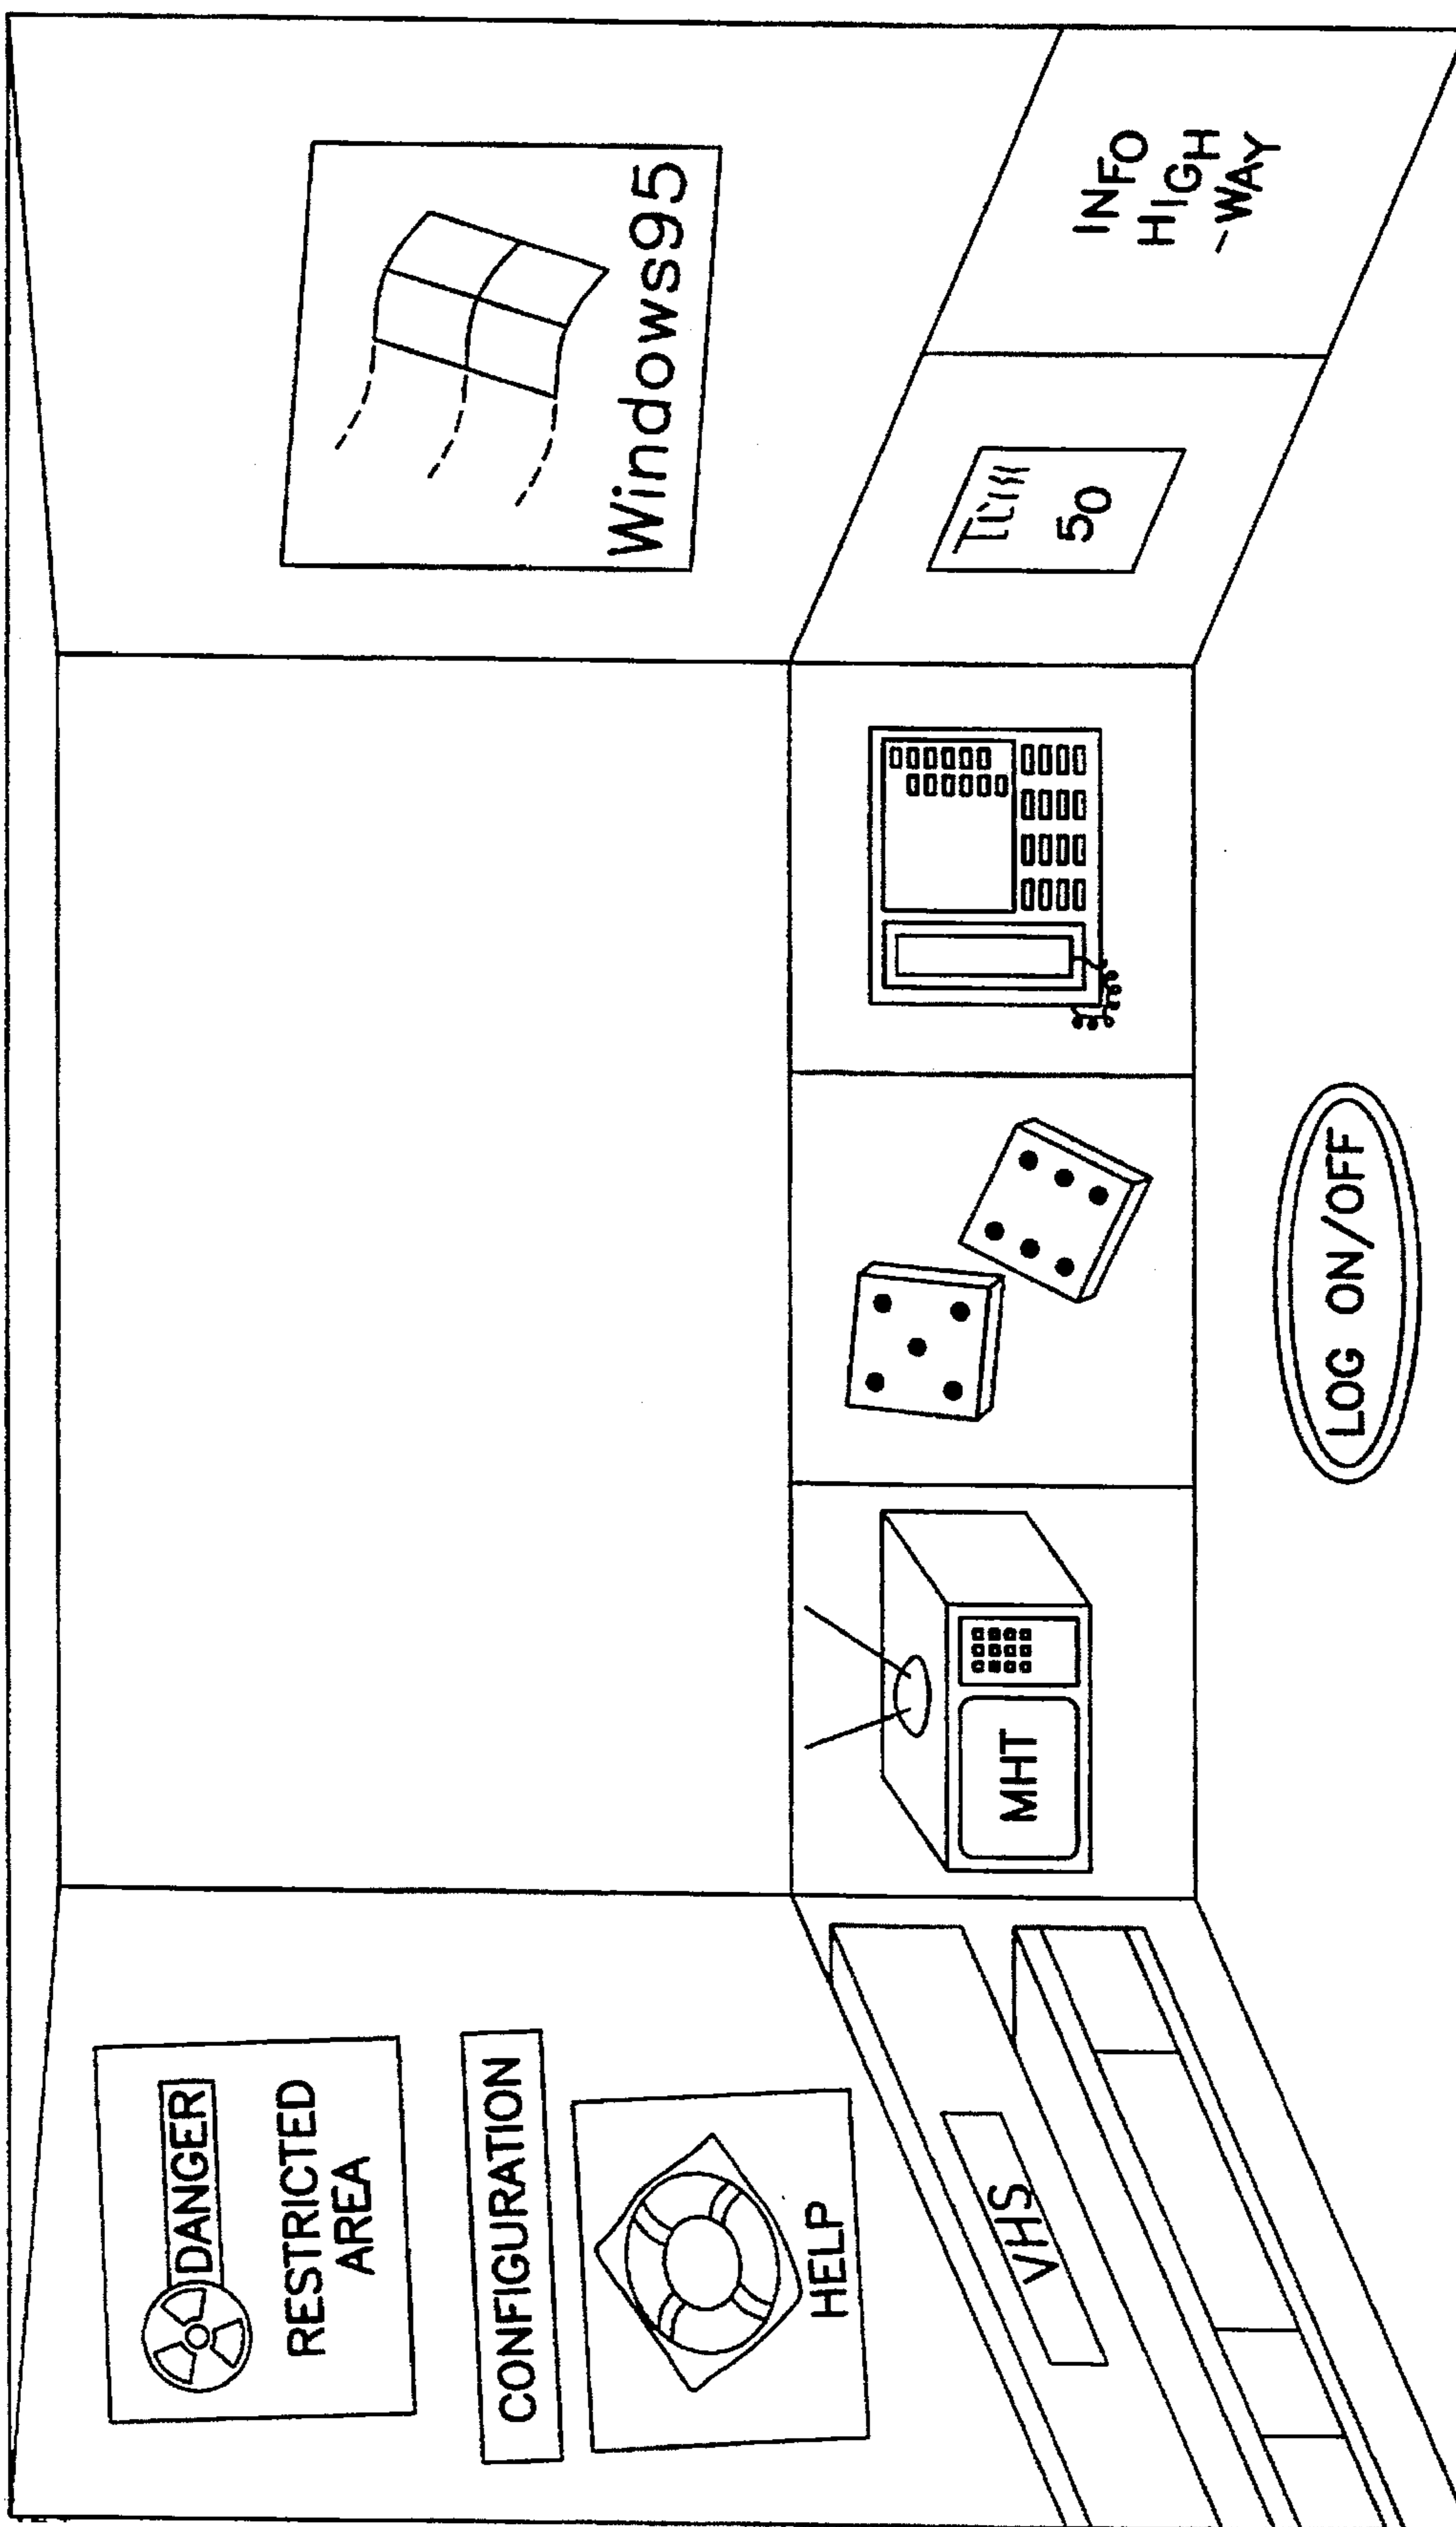 DANGER
RESTRICTED
AREA
CONFIGURATION
HELP
VHS
MHT
Windows95
50
INFO
HIGH
-WAY
LOG ON/OFF